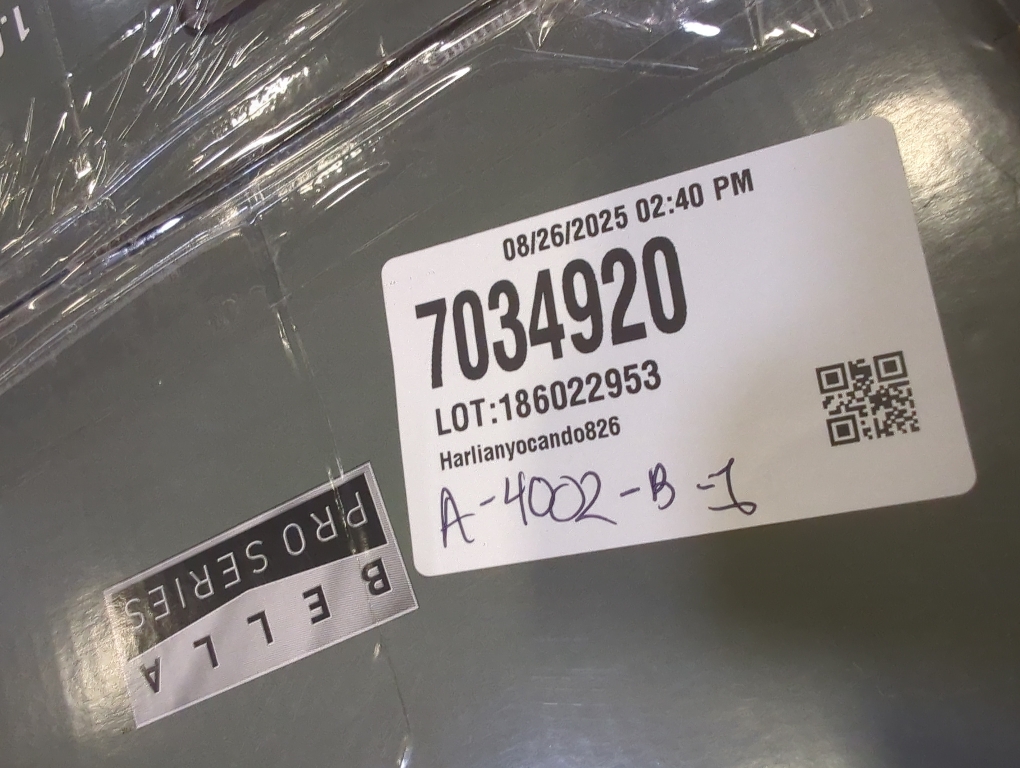 08/26/2025 02:40 PM
7034920
LOT:186022953
Harlianyocando826
A-4002-B-1
BELLA
PRO SERIES